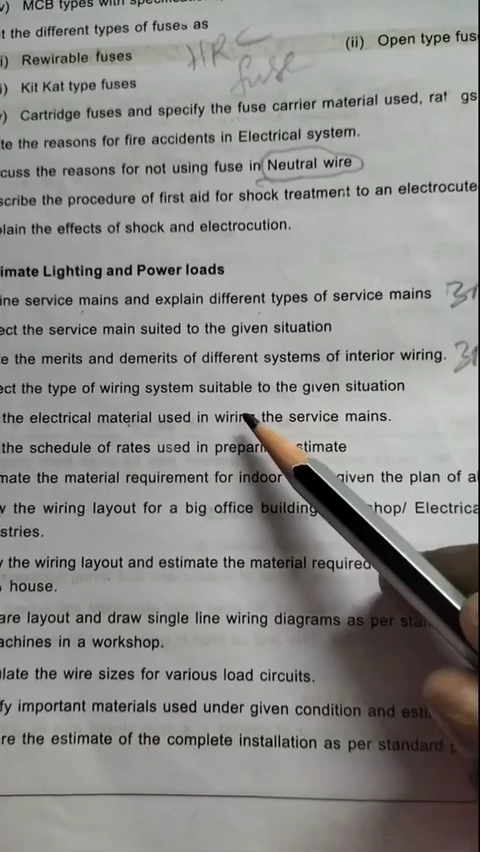 v) MCB types with
t the different types of fuses as
i) Rewirable fuses
HRC
fuse
(ii) Open type fus
) Kit Kat type fuses
) Cartridge fuses and specify the fuse carrier material used, rat gs
te the reasons for fire accidents in Electrical system.
cuss the reasons for not using fuse in Neutral wire
scribe the procedure of first aid for shock treatment to an electrocute
plain the effects of shock and electrocution.
imate Lighting and Power loads
ine service mains and explain different types of service mains
ect the service main suited to the given situation
e the merits and demerits of different systems of interior wiring.
ect the type of wiring system suitable to the given situation
the electrical material used in wirin the service mains.
the schedule of rates used in preparin stimate
mate the material requirement for indoor given the plan of a
w the wiring layout for a big office building hop/ Electrica
stries.
w the wiring layout and estimate the material required
house.
are layout and draw single line wiring diagrams as per
achines in a workshop.
ulate the wire sizes for various load circuits.
ify important materials used under given condition and esti
re the estimate of the complete installation as per standard